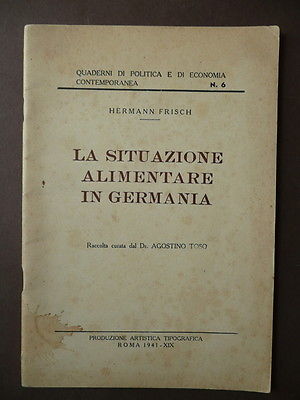 QUADERNI DI POLITICA E DI ECONOMIA
CONTEMPORANEA N. 6
HERMANN FRISCH
LA SITUAZIONE
ALIMENTARE
IN GERMANIA
Raccolta curata dal Dr. AGOSTINO TOSO
PRODUZIONE ARTISTICA TIPOGRAFICA
ROMA 1941-XIX